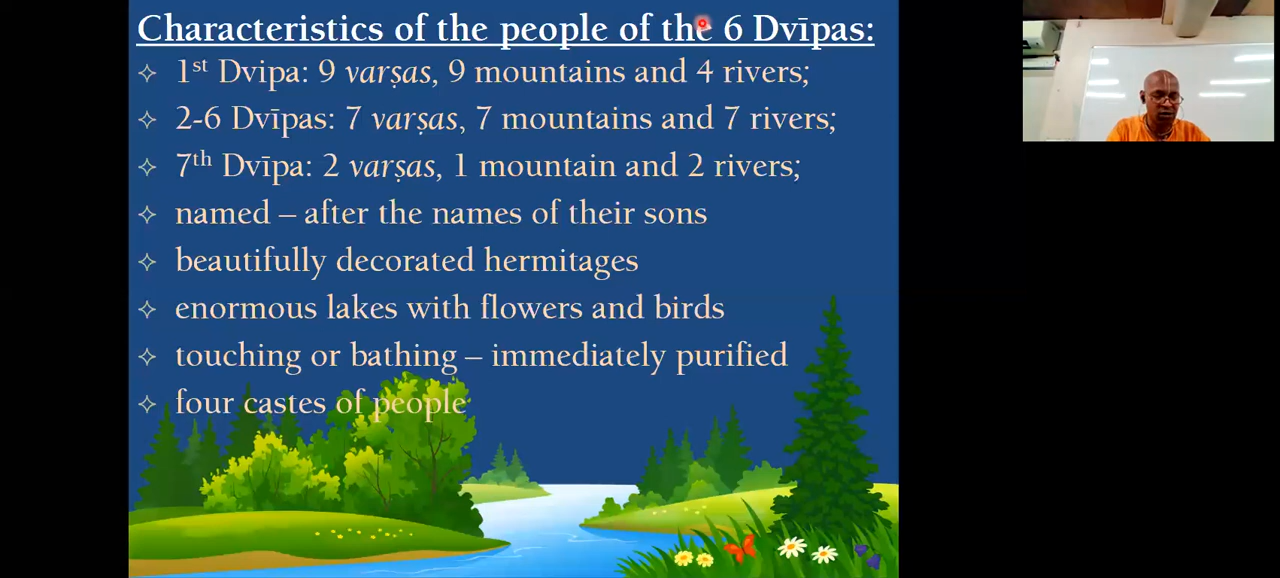 Characteristics of the people of the 6 Dvīpas:
✧ 1st Dvipa: 9 varṣas, 9 mountains and 4 rivers;
✧ 2-6 Dvīpas: 7 varṣas, 7 mountains and 7 rivers;
✧ 7th Dvīpa: 2 varṣas, 1 mountain and 2 rivers;
✧ named – after the names of their sons
✧ beautifully decorated hermitages
✧ enormous lakes with flowers and birds
✧ touching or bathing – immediately purified
✧ four castes of people